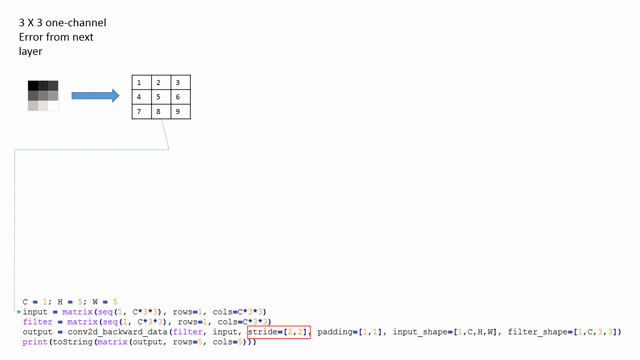 3 X 3 one-channel
Error from next
layer
1 2 3
4 5 6
7 8 9
C = 1; H = 5; W = 5
input = matrix(seq(1, C*3*3), rows=1, cols=C*3*3)
filter = matrix(seq(1, C*3*3), rows=1, cols=C*3*3)
output = conv2d_backward_data(filter, input, stride=[2,2], padding=[1,1], input_shape=[1,C,H,W], filter_shape=[1,C,3,3])
print(toString(matrix(output, rows=5, cols=5)))